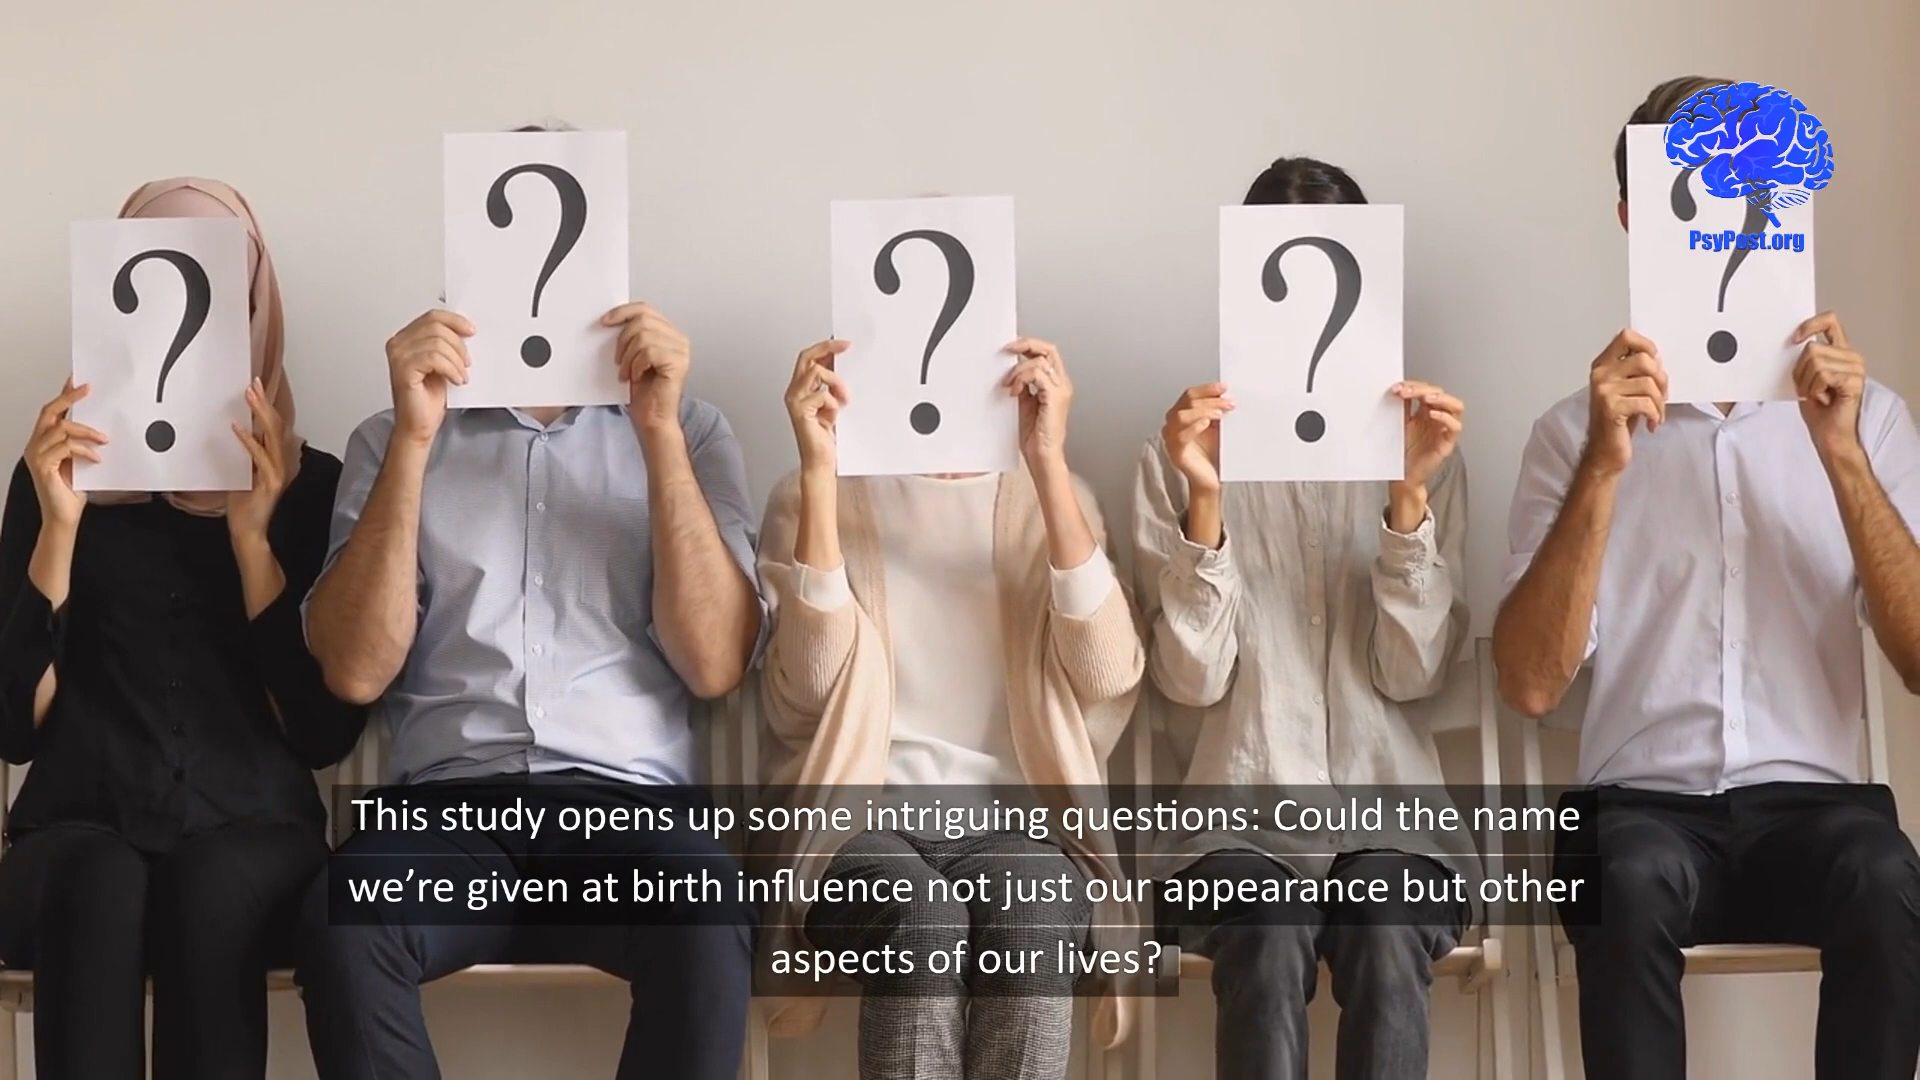 ?
?
?
?
?
PsyPost.org
This study opens up some intriguing questions: Could the name
we’re given at birth influence not just our appearance but other
aspects of our lives?